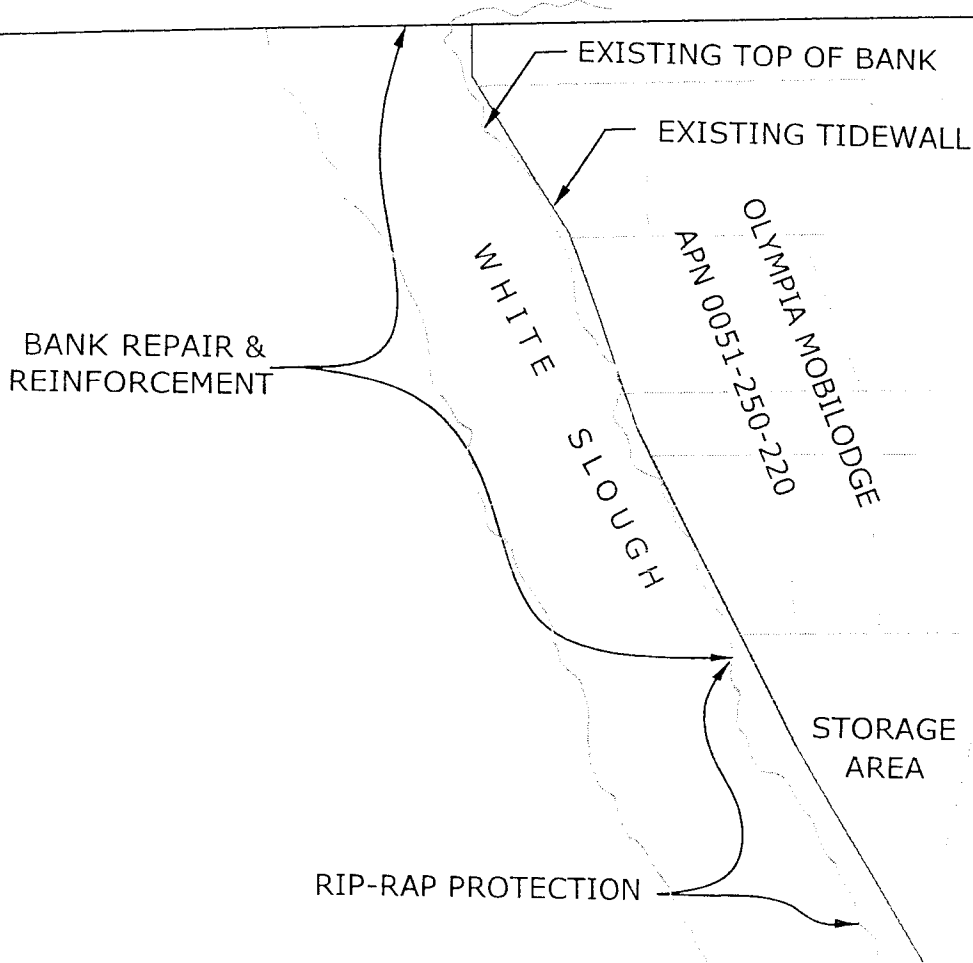 EXISTING TOP OF BANK
EXISTING TIDEWALL
OLYMPIA MOBILODGE
APN 0051-250-220
WHITE SLOUGH
BANK REPAIR &
REINFORCEMENT
STORAGE
AREA
RIP-RAP PROTECTION